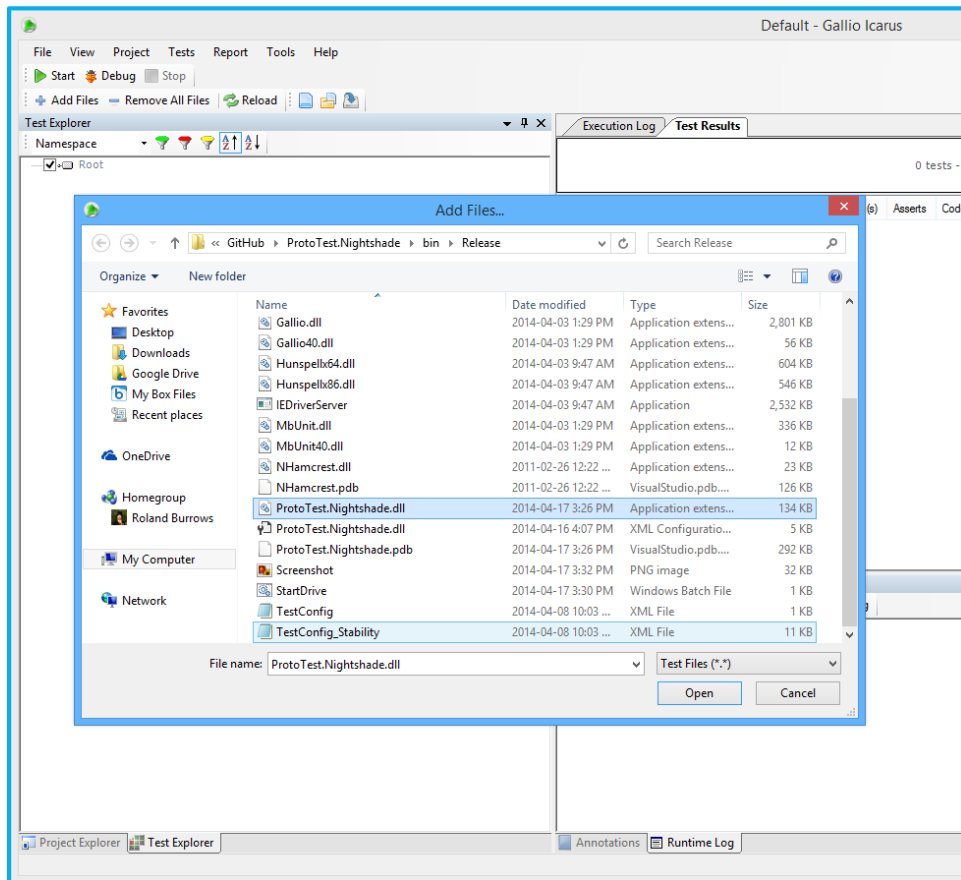 Default - Gallio Icarus
File View Project Tests Report Tools Help
Start Debug Stop
Add Files Remove All Files Reload
Test Explorer
Execution Log Test Results
Namespace
Root
0 tests -
(s) Asserts Cod
Add Files...
« GitHub ProtoTest.Nightshade bin Release
Search Release
Organize New folder
Name Date modified Type Size
Favorites
Desktop
Downloads
Google Drive
My Box Files
Recent places
OneDrive
Homegroup
Roland Burrows
My Computer
Network
Gallio.dll 2014-04-03 1:29 PM Application extens... 2,801 KB
Gallio40.dll 2014-04-03 1:29 PM Application extens... 56 KB
Hunspellx64.dll 2014-04-03 9:47 AM Application extens... 604 KB
Hunspellx86.dll 2014-04-03 9:47 AM Application extens... 546 KB
IEDriverServer 2014-04-03 9:47 AM Application 2,532 KB
MbUnit.dll 2014-04-03 1:29 PM Application extens... 336 KB
MbUnit40.dll 2014-04-03 1:29 PM Application extens... 12 KB
NHamcrest.dll 2011-02-26 12:22 ... Application extens... 23 KB
NHamcrest.pdb 2011-02-26 12:22 ... VisualStudio.pdb.... 126 KB
ProtoTest.Nightshade.dll 2014-04-17 3:26 PM Application extens... 134 KB
ProtoTest.Nightshade.dll 2014-04-16 4:07 PM XML Configuratio... 5 KB
ProtoTest.Nightshade.pdb 2014-04-17 3:26 PM VisualStudio.pdb.... 292 KB
Screenshot 2014-04-17 3:32 PM PNG image 32 KB
StartDrive 2014-04-17 3:30 PM Windows Batch File 1 KB
TestConfig 2014-04-08 10:03 ... XML File 1 KB
TestConfig_Stability 2014-04-08 10:03 ... XML File 11 KB
File name: ProtoTest.Nightshade.dll
Test Files (*.*)
Open Cancel
Project Explorer Test Explorer
Annotations Runtime Log